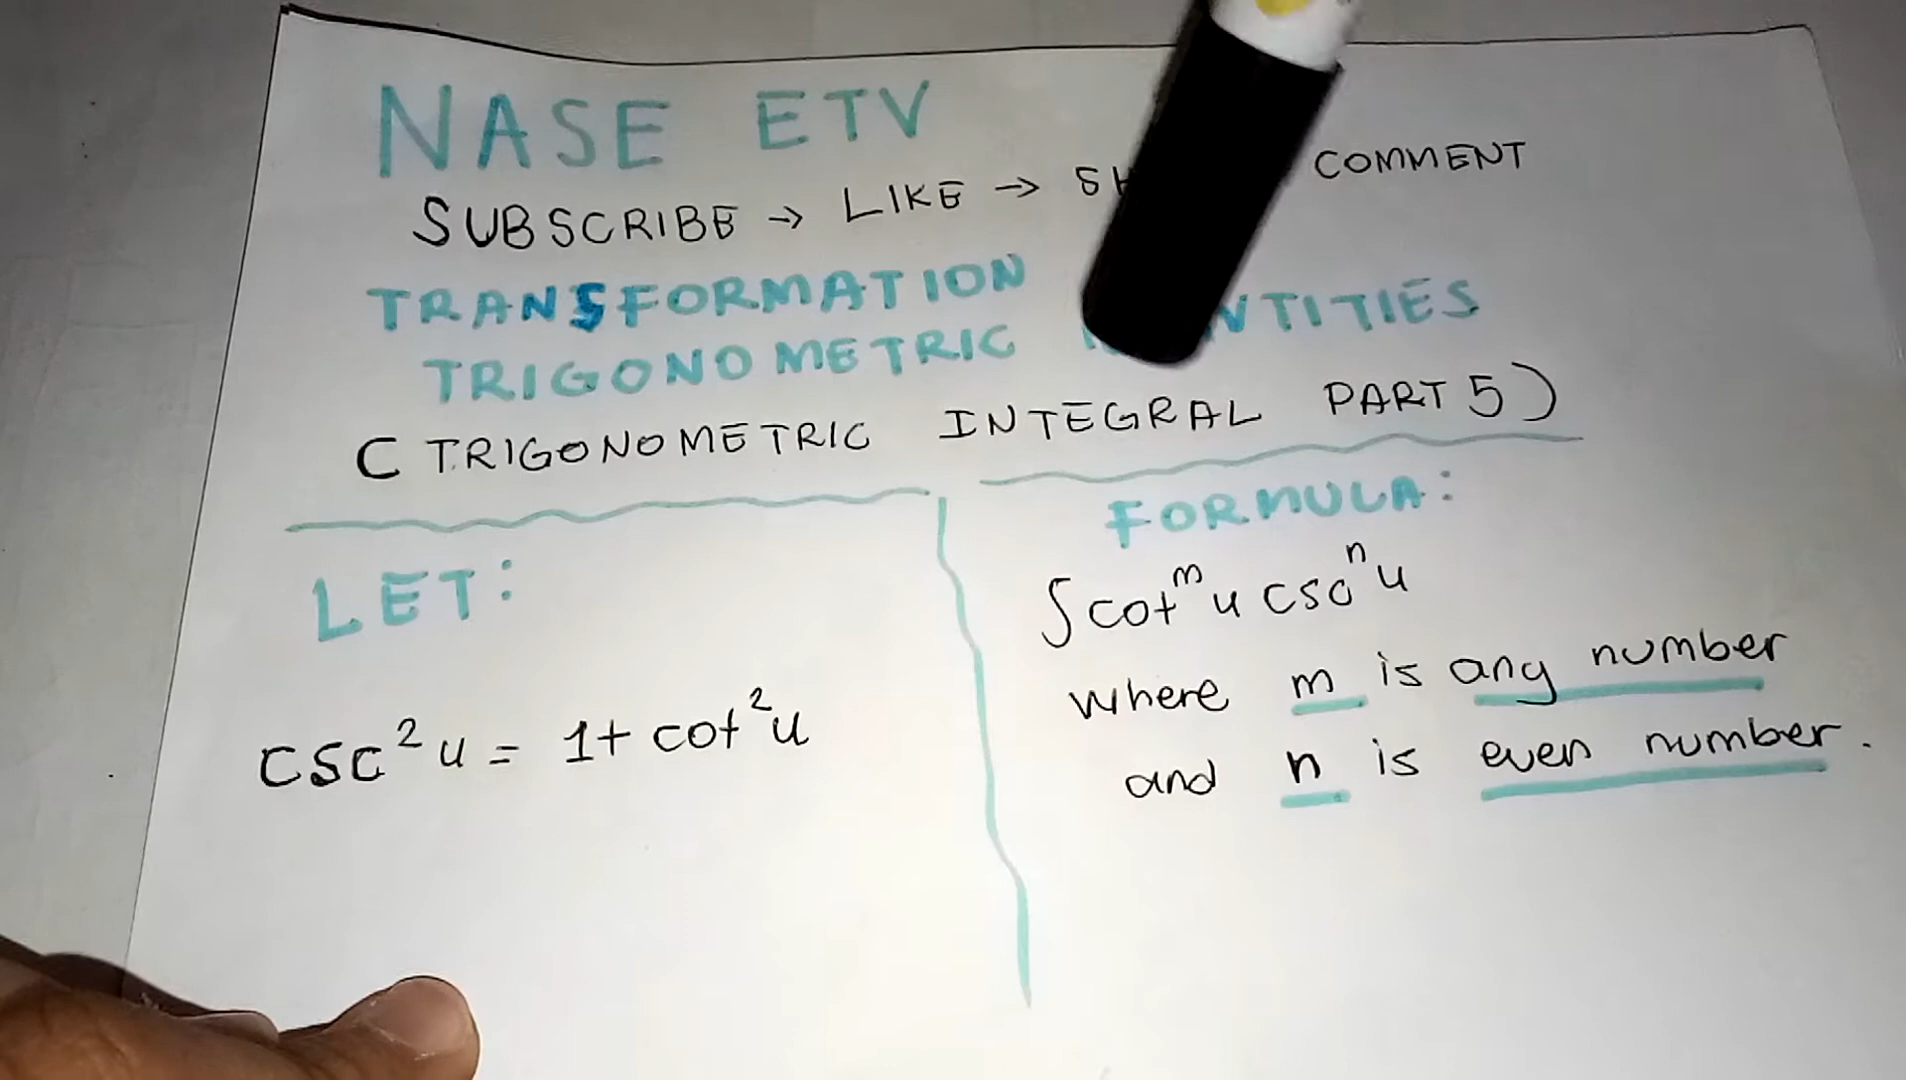 NASE ETV
SUBSCRIBE → LIKE → COMMENT
TRANSFORMATION
TRIGONOMETRIC
( TRIGONOMETRIC INTEGRAL PART 5)
LET:
csc²u = 1+ cot²u
FORMULA:
∫cotᵐu cscⁿu
where m is any number
and n is even number.